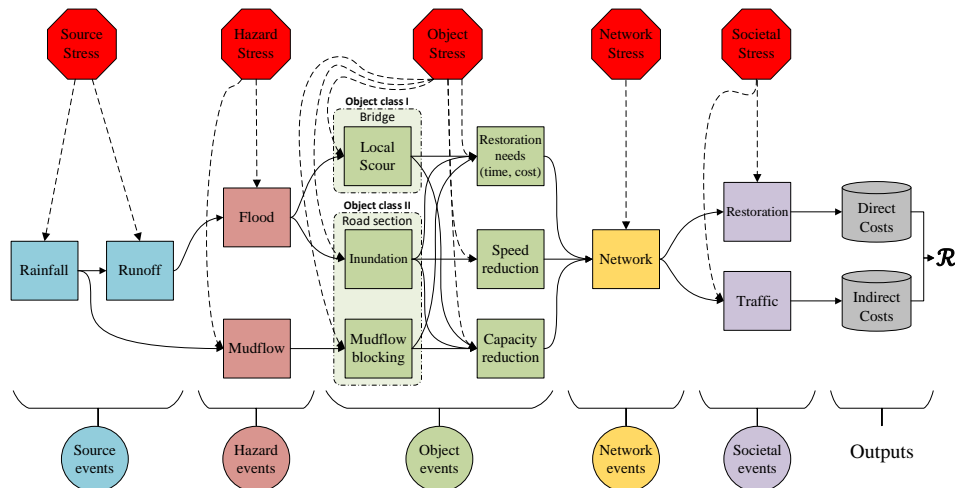 Source
Stress
Hazard
Stress
Object
Stress
Network
Stress
Societal
Stress
Object class I
Bridge
Local
Scour
Restoration
needs
(time, cost)
Flood
Object class II
Road section
Restoration
Direct
Costs
Rainfall
Runoff
Inundation
Speed
reduction
Network
ℛ
Mudflow
Mudflow
blocking
Capacity
reduction
Traffic
Indirect
Costs
Source
events
Hazard
events
Object
events
Network
events
Societal
events
Outputs